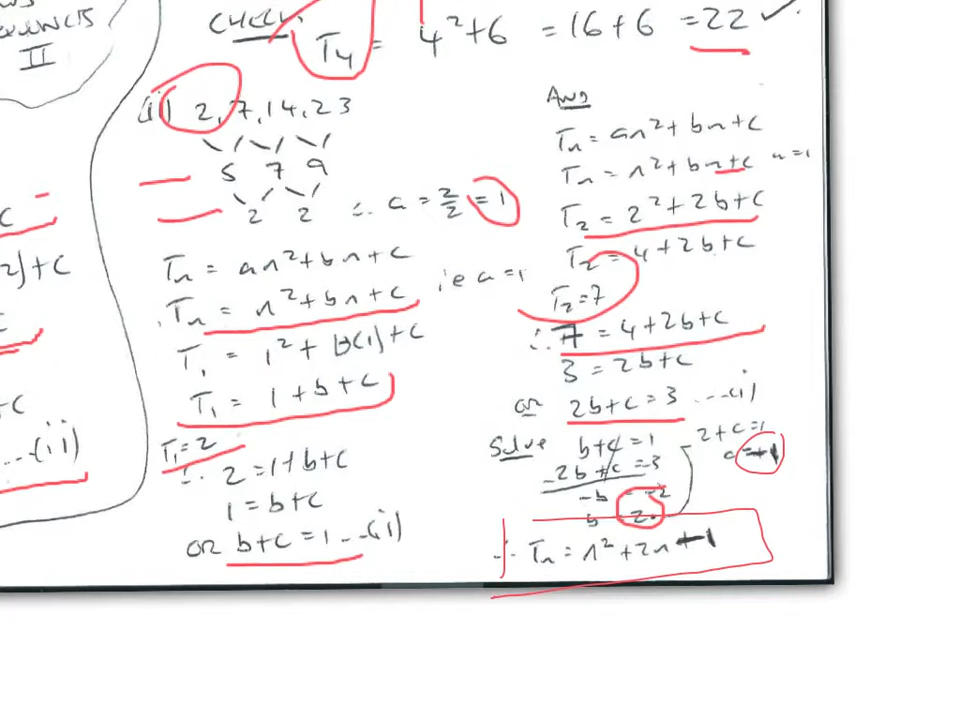 II
CHECK:
T4 = 4²+6 = 16+6 = 22 ✓.
(ii) 2, 7, 14, 23
5 7 9
2 2 ∴ a = 2/2 = 1
Tn = an²+bn+c
Tn = n²+bn+c ie a=1
T1 = 1²+b(1)+c
T1 = 1+b+c
T1=2
∴ 2=1+b+c
1=b+c
or b+c=1 ...(i)
Ans
Tn = an²+bn+c
Tn = n²+bn+c
T2 = 2²+2b+c
T2 = 4+2b+c
T2=7
∴ 7 = 4+2b+c
3 = 2b+c
or 2b+c=3
Solve b+c=1
-2b+c=-3
-b -2
b 2.
2+c=1
∴ Tn = n²+2n-1
2)+c
c
+c
...(ii)